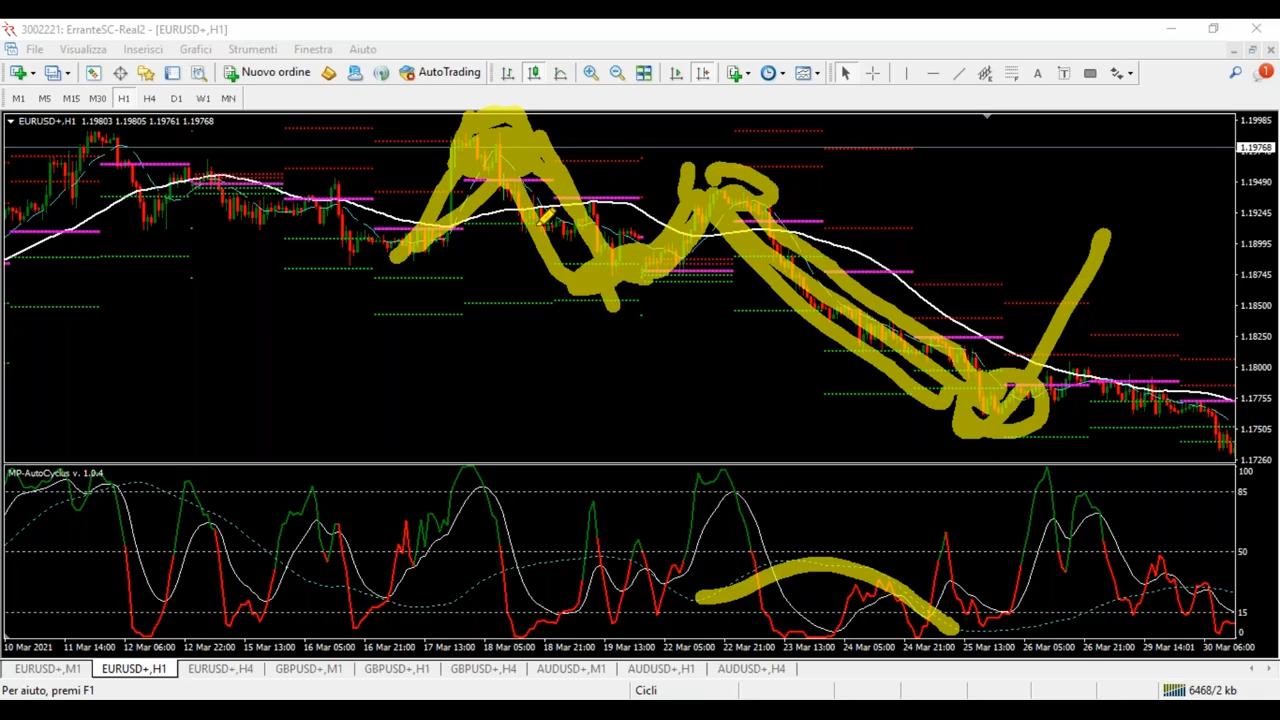 3002221: ErranteSC-Real2 - [EURUSD+,H1]
File Visualizza Inserisci Grafici Strumenti Finestra Aiuto
Nuovo ordine AutoTrading A T 1
M1 M5 M15 M30 H1 H4 D1 W1 MN
EURUSD+,H1 1.19803 1.19805 1.19761 1.19768
1.19985
1.19768
1.19490
1.19245
1.18995
1.18745
1.18500
1.18250
1.18000
1.17755
1.17505
1.17260
MP-AutoCyclus v. 1.0.4
100
85
50
15
0
10 Mar 2021 11 Mar 14:00 12 Mar 06:00 12 Mar 22:00 15 Mar 13:00 16 Mar 05:00 16 Mar 21:00 17 Mar 13:00 18 Mar 05:00 18 Mar 21:00 19 Mar 13:00 22 Mar 05:00 22 Mar 21:00 23 Mar 13:00 24 Mar 05:00 24 Mar 21:00 25 Mar 13:00 26 Mar 05:00 26 Mar 21:00 29 Mar 14:01 30 Mar 06:00
EURUSD+,M1 EURUSD+,H1 EURUSD+,H4 GBPUSD+,M1 GBPUSD+,H1 GBPUSD+,H4 AUDUSD+,M1 AUDUSD+,H1 AUDUSD+,H4
Per aiuto, premi F1 Cicli 6468/2 kb